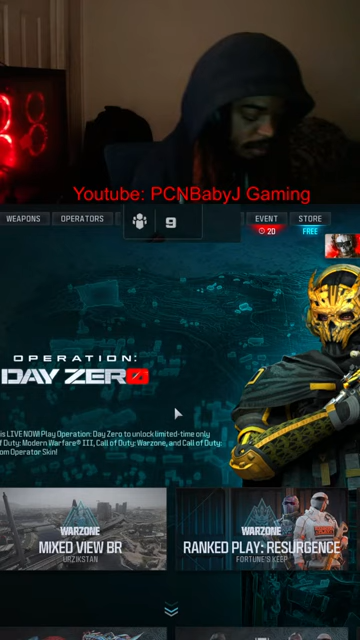 Youtube: PCNBabyJ Gaming
WEAPONS
OPERATORS
9
EVENT
STORE
20
FREE
OPERATION:
DAY ZERO
is LIVE NOW! Play Operation: Day Zero to unlock limited-time only
of Duty: Modern Warfare® III, Call of Duty: Warzone, and Call of Duty:
om Operator Skin!
WARZONE
MIXED VIEW BR
URZIKSTAN
WARZONE
RANKED PLAY: RESURGENCE
FORTUNE'S KEEP